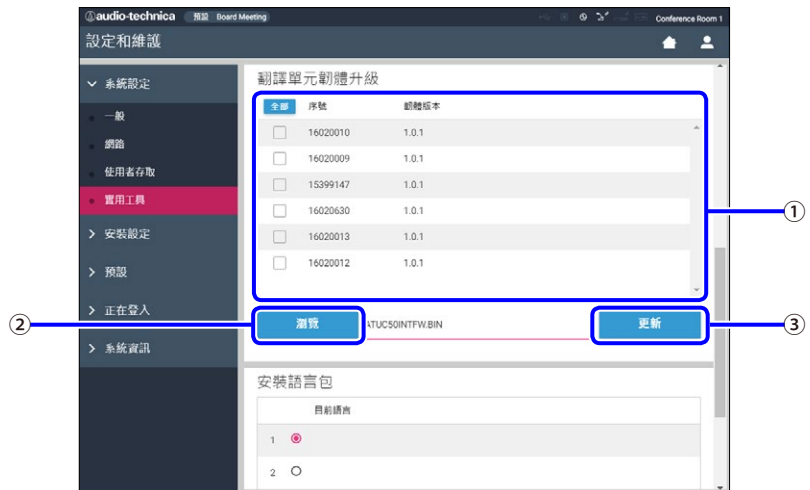 audio-technica 預設 Board Meeting Conference Room 1
設定和維護
系統設定
一般
網路
使用者存取
實用工具
安裝設定
預設
正在登入
系統資訊
翻譯單元韌體升級
全部 序號 韌體版本
16020010 1.0.1
16020009 1.0.1
15399147 1.0.1
16020630 1.0.1
16020013 1.0.1
16020012 1.0.1
瀏覽 ATUC50INTFW.BIN 更新
安裝語言包
目前語言
1
2
①
②
③